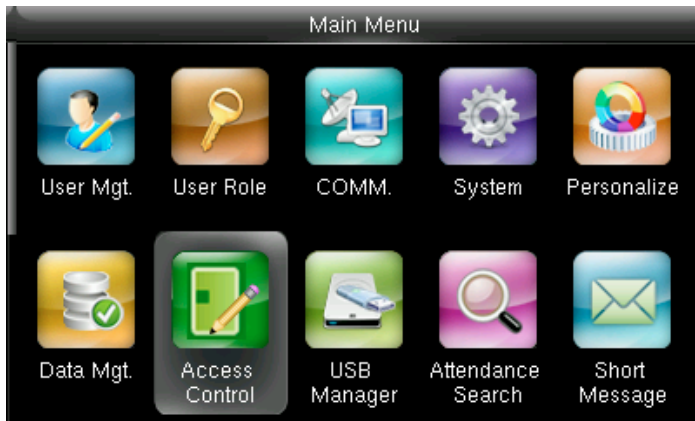 Main Menu
User Mgt.
User Role
COMM.
System
Personalize
Data Mgt.
Access
Control
USB
Manager
Attendance
Search
Short
Message